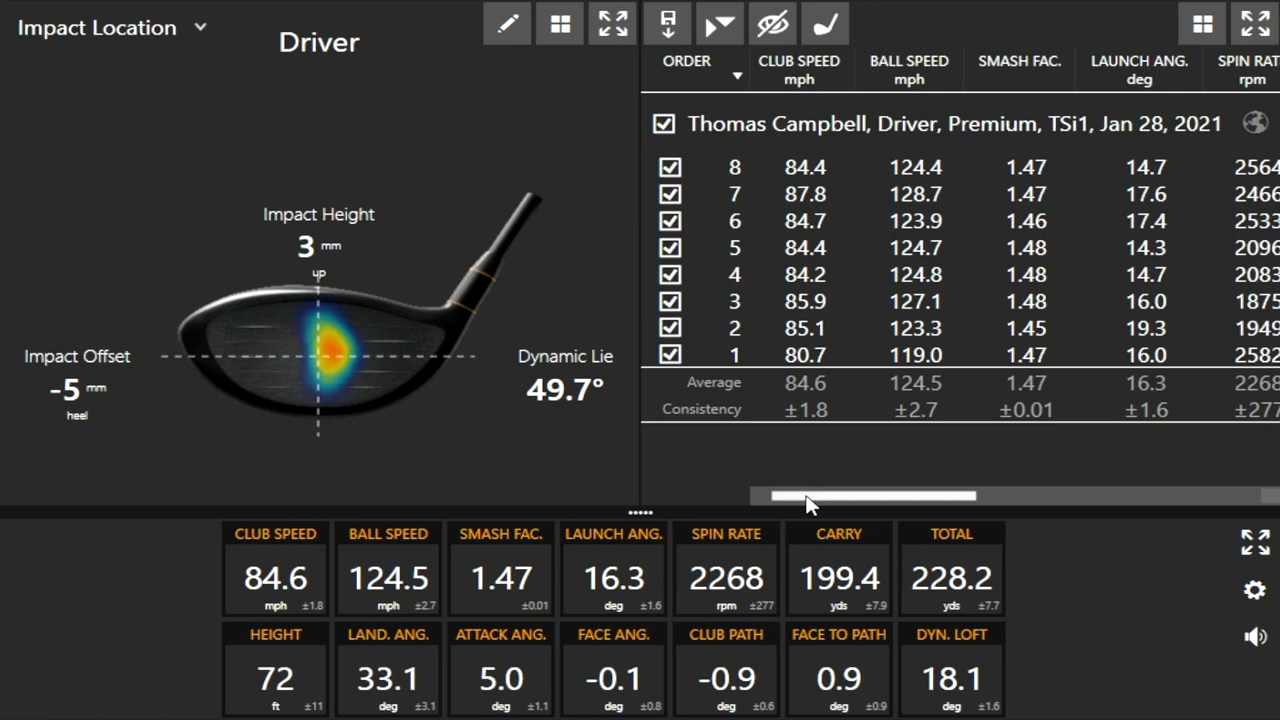 Impact Location
Driver
Impact Height
3 mm
up
Impact Offset
-5 mm
heel
Dynamic Lie
49.7°
ORDER CLUB SPEED BALL SPEED SMASH FAC. LAUNCH ANG. SPIN RAT
mph mph deg rpm
Thomas Campbell, Driver, Premium, TSi1, Jan 28, 2021
8 84.4 124.4 1.47 14.7 2564
7 87.8 128.7 1.47 17.6 2466
6 84.7 123.9 1.46 17.4 2533
5 84.4 124.7 1.48 14.3 2096
4 84.2 124.8 1.48 14.7 2083
3 85.9 127.1 1.48 16.0 1875
2 85.1 123.3 1.45 19.3 1949
1 80.7 119.0 1.47 16.0 2582
Average 84.6 124.5 1.47 16.3 2268
Consistency ±1.8 ±2.7 ±0.01 ±1.6 ±277
CLUB SPEED BALL SPEED SMASH FAC. LAUNCH ANG. SPIN RATE CARRY TOTAL
84.6 124.5 1.47 16.3 2268 199.4 228.2
mph ±1.8 mph ±2.7 ±0.01 deg ±1.6 rpm ±277 yds ±7.9 yds ±7.7
HEIGHT LAND. ANG. ATTACK ANG. FACE ANG. CLUB PATH FACE TO PATH DYN. LOFT
72 33.1 5.0 -0.1 -0.9 0.9 18.1
ft ±11 deg ±3.1 deg ±1.1 deg ±0.8 deg ±0.6 deg ±0.9 deg ±1.6